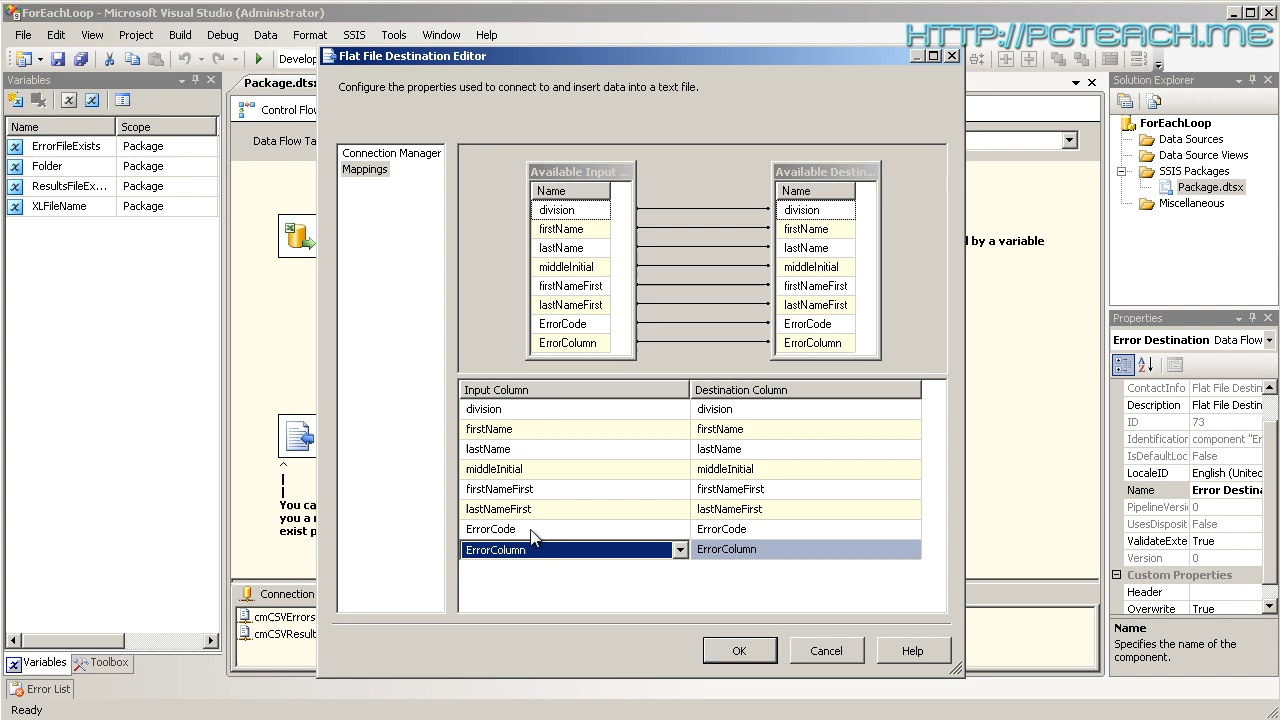 ForEachLoop - Microsoft Visual Studio (Administrator)
HTTP://PCTEACH.ME
File Edit View Project Build Debug Data Format SSIS Tools Window Help
Develop
Variables
Name Scope
ErrorFileExists Package
Folder Package
ResultsFileEx... Package
XLFileName Package
Variables Toolbox
Error List
Ready
Package.dtsx
Control Flow
Data Flow Ta
You ca
you a
exist p
d by a variable
Connection
cmCSVErrors
cmCSVResult
Flat File Destination Editor
Configure the properties used to connect to and insert data into a text file.
Connection Manager
Mappings
Available Input ...
Name
division
firstName
lastName
middleInitial
firstNameFirst
lastNameFirst
ErrorCode
ErrorColumn
Available Destin...
Name
division
firstName
lastName
middleInitial
firstNameFirst
lastNameFirst
ErrorCode
ErrorColumn
Input Column Destination Column
division division
firstName firstName
lastName lastName
middleInitial middleInitial
firstNameFirst firstNameFirst
lastNameFirst lastNameFirst
ErrorCode ErrorCode
ErrorColumn ErrorColumn
OK Cancel Help
Solution Explorer
ForEachLoop
Data Sources
Data Source Views
SSIS Packages
Package.dtsx
Miscellaneous
Properties
Error Destination Data Flow
ContactInfo Flat File Destin
Description Flat File Destin
ID 73
Identification component "Er
IsDefaultLoc False
LocaleID English (Unitec
Name Error Destina
PipelineVersi 0
UsesDisposit False
ValidateExte True
Version 0
Custom Properties
Header
Overwrite True
Name
Specifies the name of the
component.